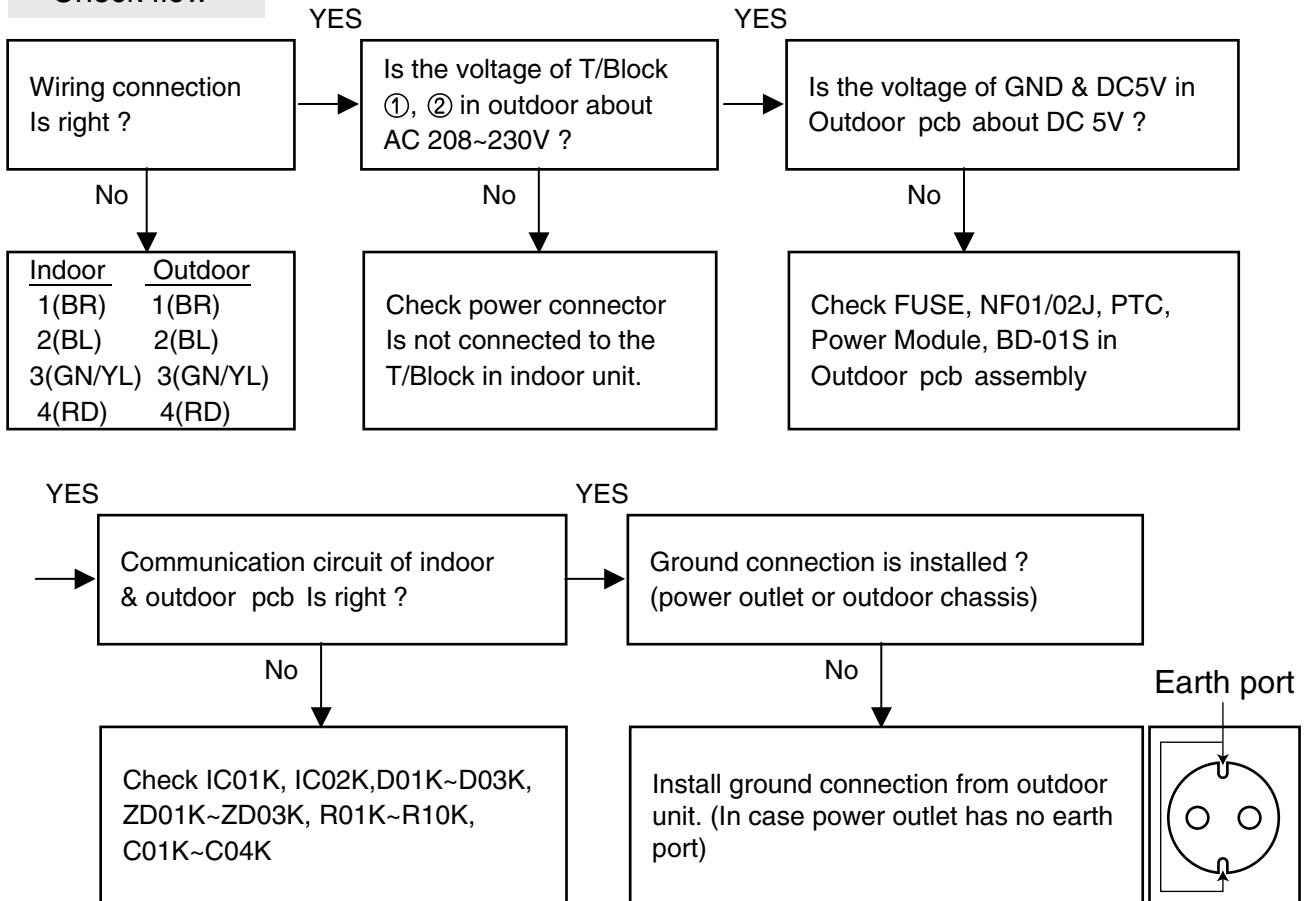 YES
YES
Wiring connection
Is right ?
Is the voltage of T/Block
①, ② in outdoor about
AC 208~230V ?
Is the voltage of GND & DC5V in
Outdoor pcb about DC 5V ?
No
No
No
Indoor Outdoor
1(BR) 1(BR)
2(BL) 2(BL)
3(GN/YL) 3(GN/YL)
4(RD) 4(RD)
Check power connector
Is not connected to the
T/Block in indoor unit.
Check FUSE, NF01/02J, PTC,
Power Module, BD-01S in
Outdoor pcb assembly
YES
YES
Communication circuit of indoor
& outdoor pcb Is right ?
Ground connection is installed ?
(power outlet or outdoor chassis)
No
No
Earth port
Check IC01K, IC02K,D01K~D03K,
ZD01K~ZD03K, R01K~R10K,
C01K~C04K
Install ground connection from outdoor
unit. (In case power outlet has no earth
port)